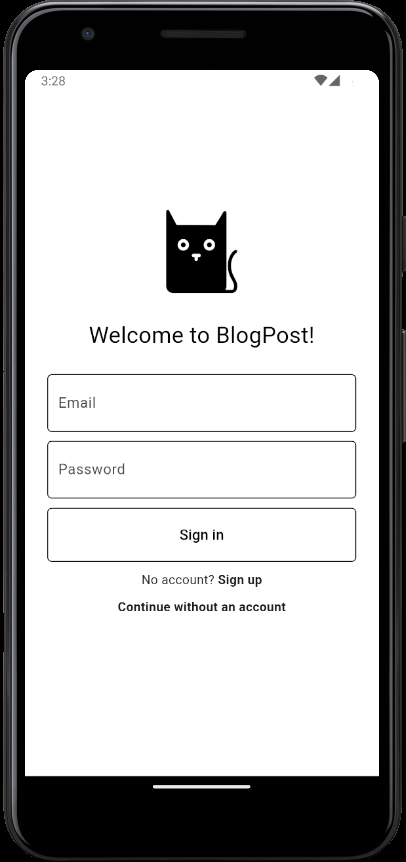 3:28
Welcome to BlogPost!
Email
Password
Sign in
No account? Sign up
Continue without an account